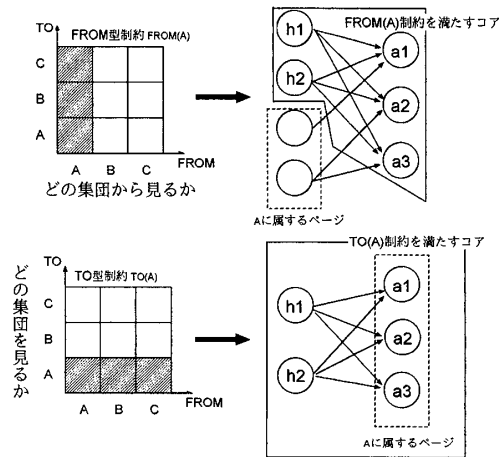 TO
FROM型制約 FROM(A)
C
B
A
A B C FROM
どの集団から見るか
FROM(A)制約を満たすコア
h1
h2
a1
a2
a3
Aに属するページ
TO
TO型制約 TO(A)
C
B
A
A B C FROM
どの集団を見るか
TO(A)制約を満たすコア
h1
h2
a1
a2
a3
Aに属するページ